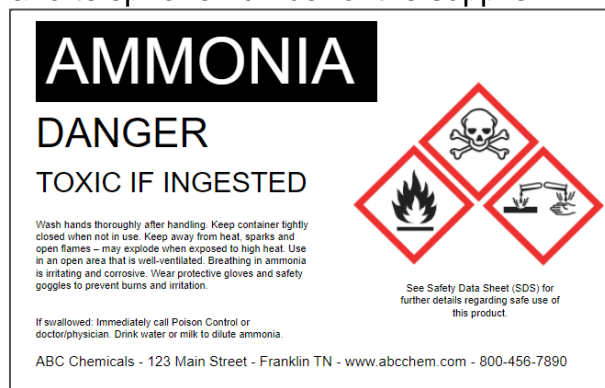 AMMONIA
DANGER
TOXIC IF INGESTED
Wash hands thoroughly after handling. Keep container tightly
closed when not in use. Keep away from heat, sparks and
open flames – may explode when exposed to high heat. Use
in an open area that is well-ventilated. Breathing in ammonia
is irritating and corrosive. Wear protective gloves and safety
goggles to prevent burns and irritation.
If swallowed: Immediately call Poison Control or
doctor/physician. Drink water or milk to dilute ammonia.
See Safety Data Sheet (SDS) for
further details regarding safe use of
this product.
ABC Chemicals - 123 Main Street - Franklin TN - www.abcchem.com - 800-456-7890